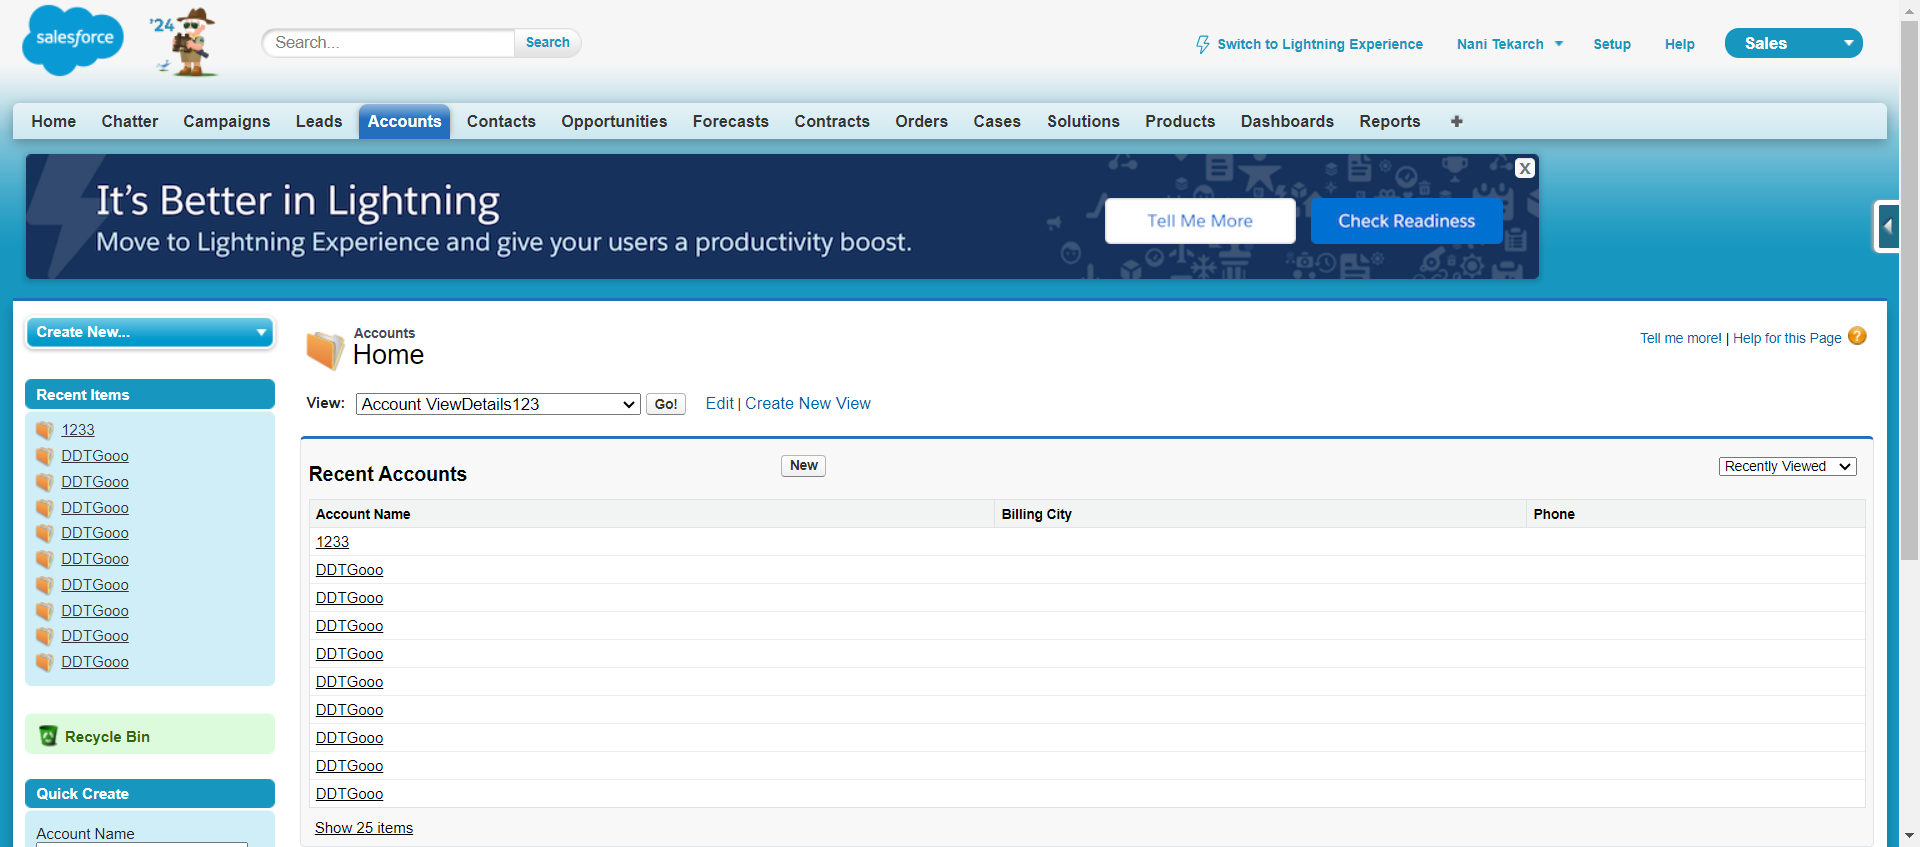 salesforce
'24
Search...
Search
Switch to Lightning Experience
Nani Tekarch
Setup
Help
Sales
Home Chatter Campaigns Leads Accounts Contacts Opportunities Forecasts Contracts Orders Cases Solutions Products Dashboards Reports +
It's Better in Lightning
Move to Lightning Experience and give your users a productivity boost.
Tell Me More
Check Readiness
X
Create New...
Recent Items
1233
DDTGooo
DDTGooo
DDTGooo
DDTGooo
DDTGooo
DDTGooo
DDTGooo
DDTGooo
DDTGooo
Recycle Bin
Quick Create
Account Name
Accounts
Home
Tell me more! | Help for this Page ?
View: Account ViewDetails123 Go! Edit | Create New View
Recent Accounts
New
Recently Viewed
Account Name Billing City Phone
1233
DDTGooo
DDTGooo
DDTGooo
DDTGooo
DDTGooo
DDTGooo
DDTGooo
DDTGooo
DDTGooo
Show 25 items